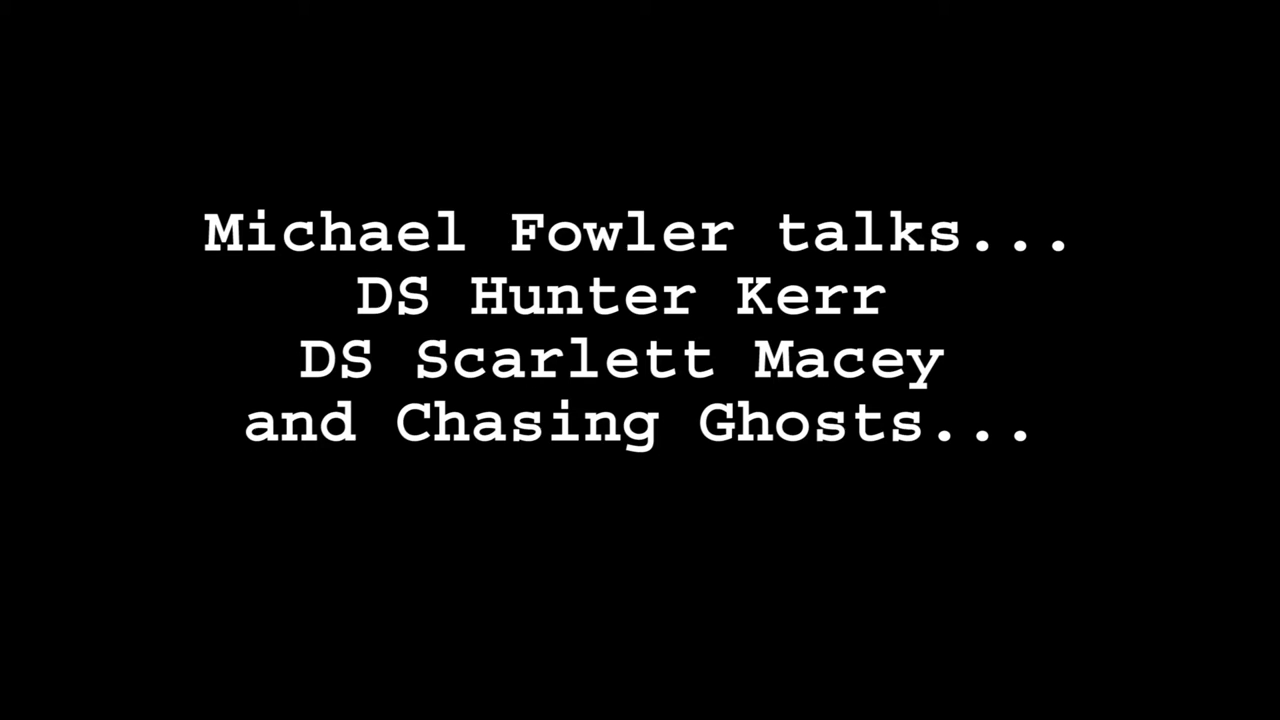 Michael Fowler talks...
DS Hunter Kerr
DS Scarlett Macey
and Chasing Ghosts...